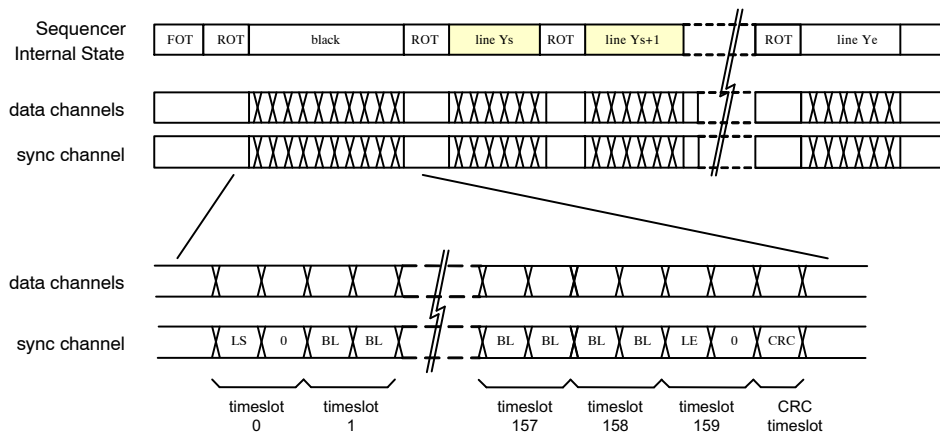 Sequencer
Internal State
FOT ROT black ROT line Ys ROT line Ys+1 ROT line Ye
data channels
sync channel
data channels
sync channel
LS 0 BL BL BL BL BL BL LE 0 CRC
timeslot 0
timeslot 1
timeslot 157
timeslot 158
timeslot 159
CRC timeslot